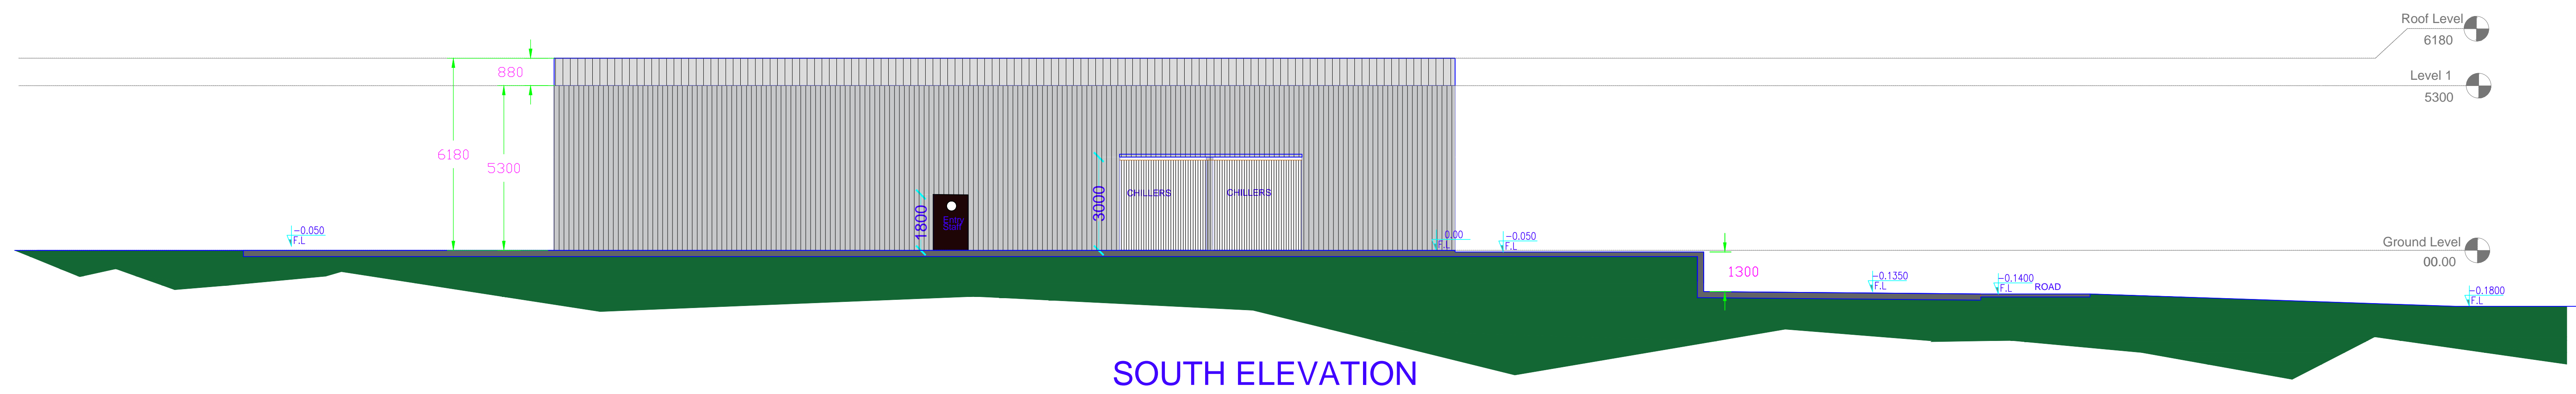 Roof Level
6180
880
Level 1
5300
6180
5300
3000
CHILLERS
CHILLERS
1800
Entry
Staff
-0.050
F.L
0.00
F.L
-0.050
F.L
Ground Level
00.00
1300
-0.1350
F.L
-0.1400
F.L
ROAD
-0.1800
F.L
SOUTH ELEVATION